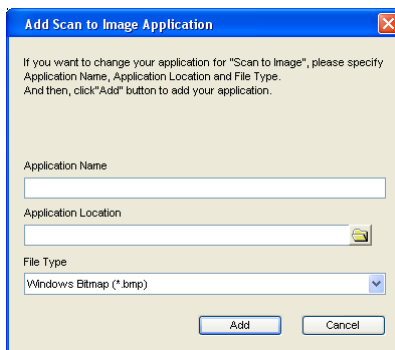 Add Scan to Image Application
If you want to change your application for "Scan to Image", please specify
Application Name, Application Location and File Type.
And then, click"Add" button to add your application.
Application Name
Application Location
File Type
Windows Bitmap (*.bmp)
Add Cancel